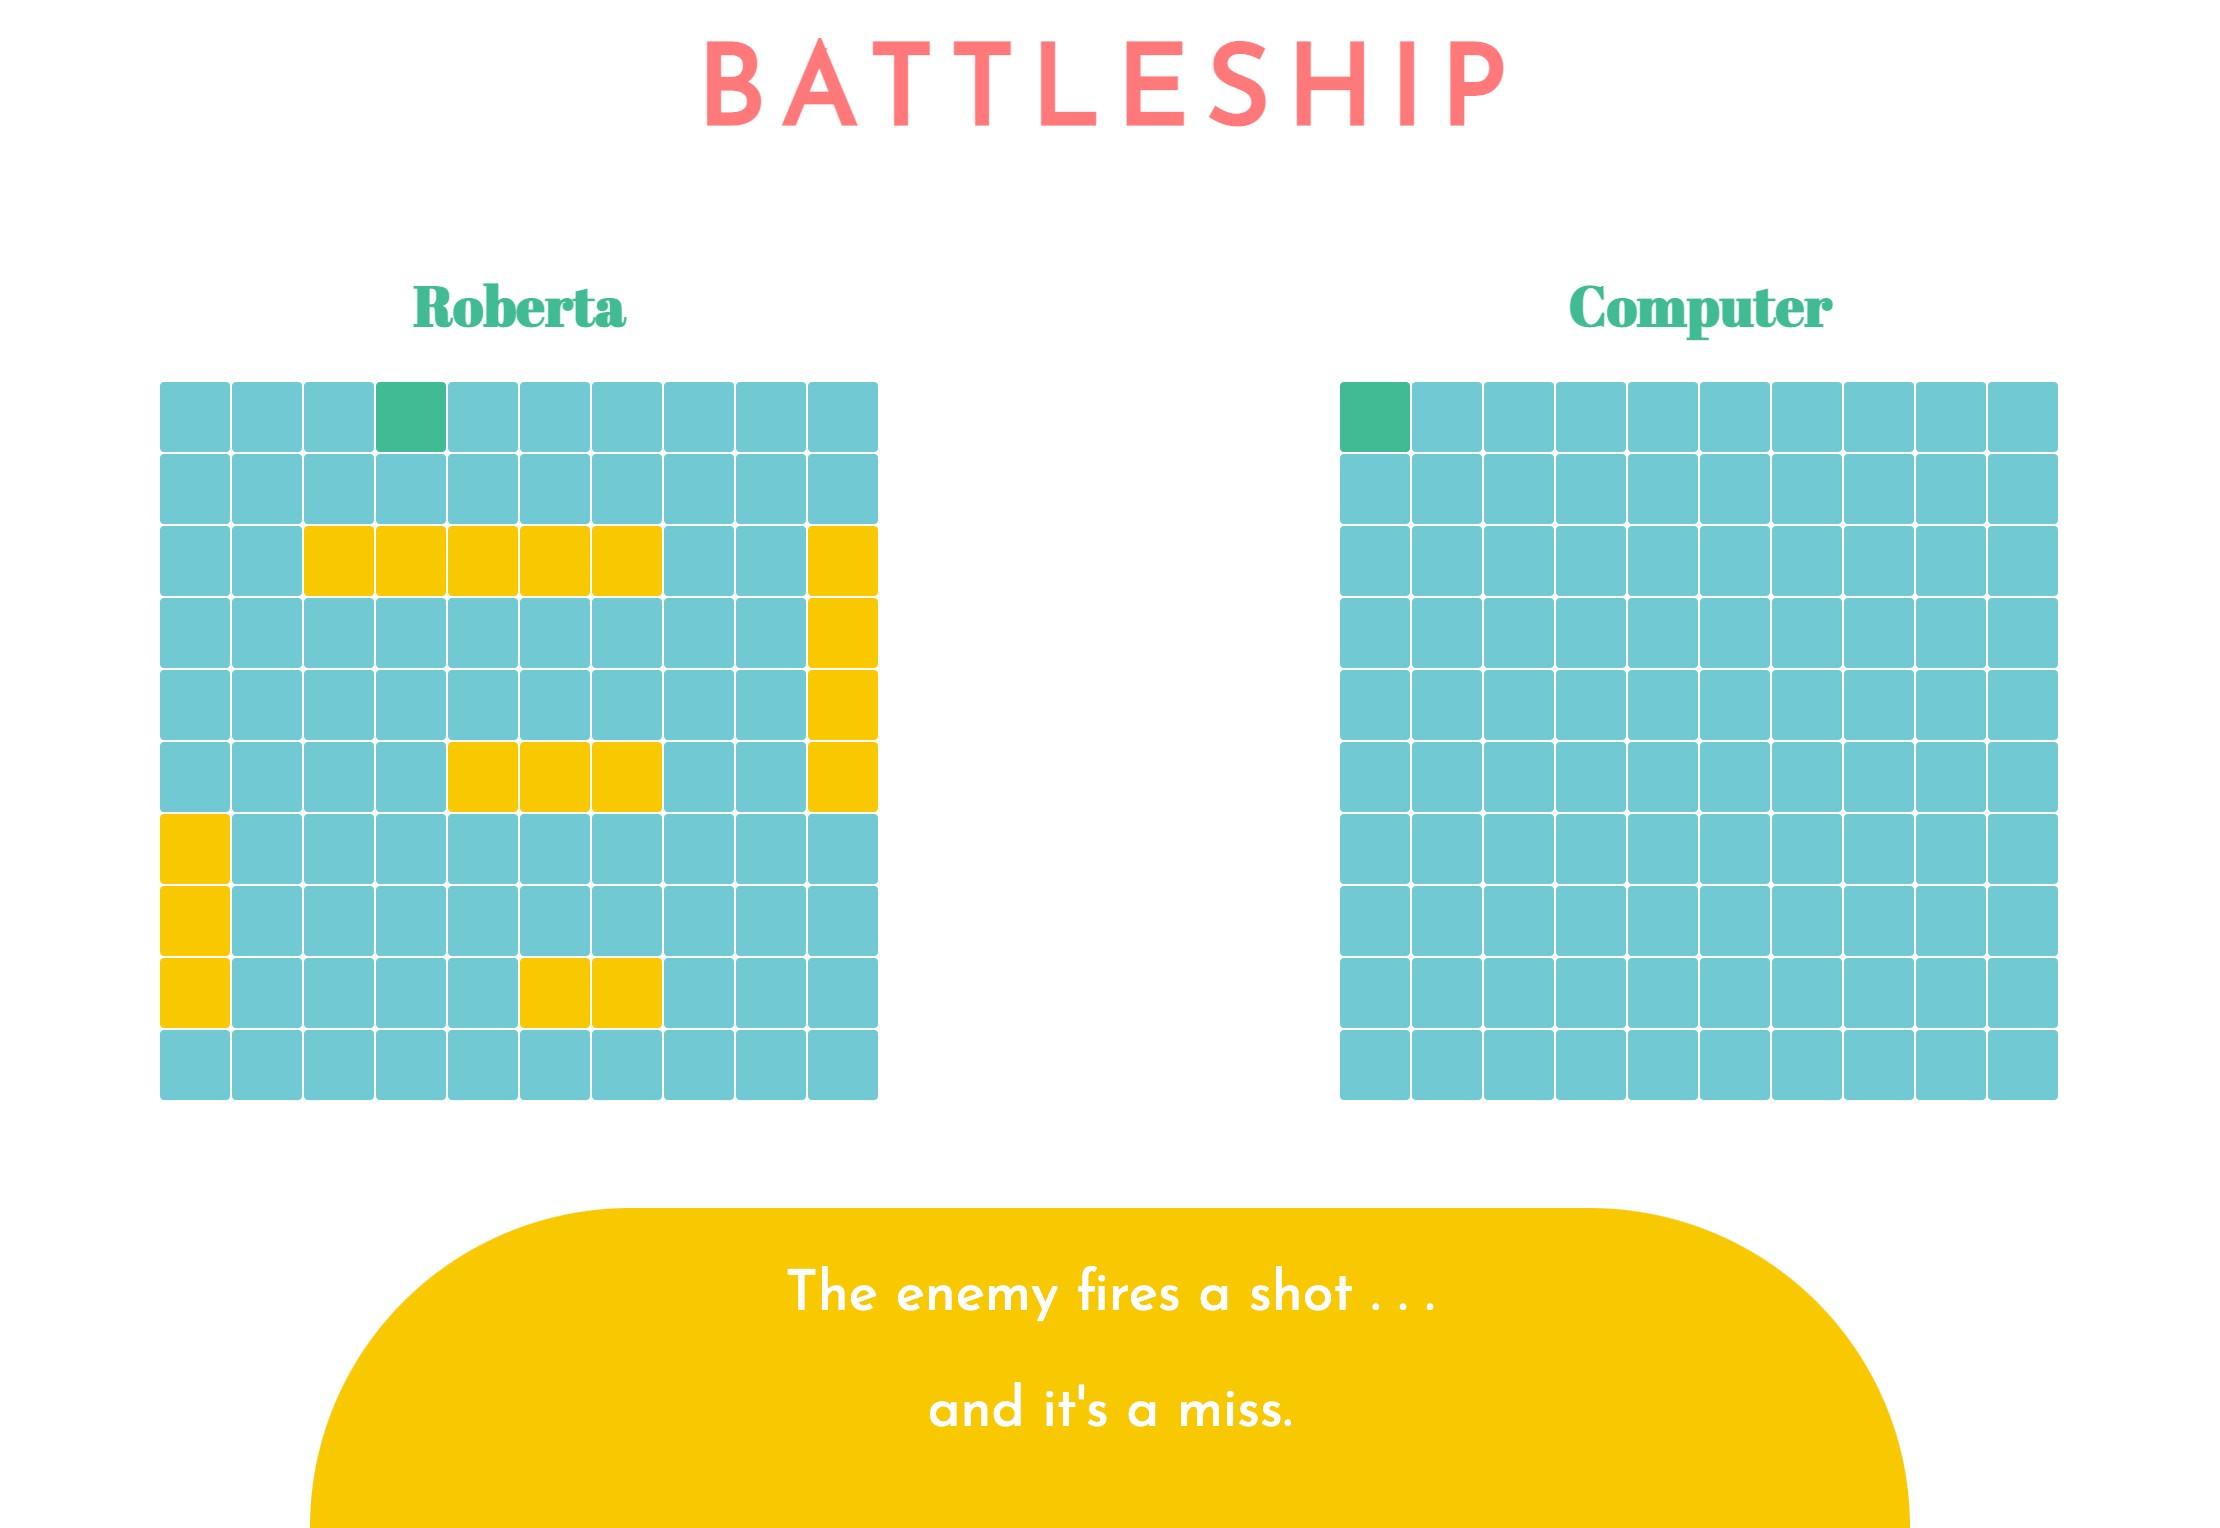 BATTLESHIP
Roberta
Computer
The enemy fires a shot . . .
and it's a miss.